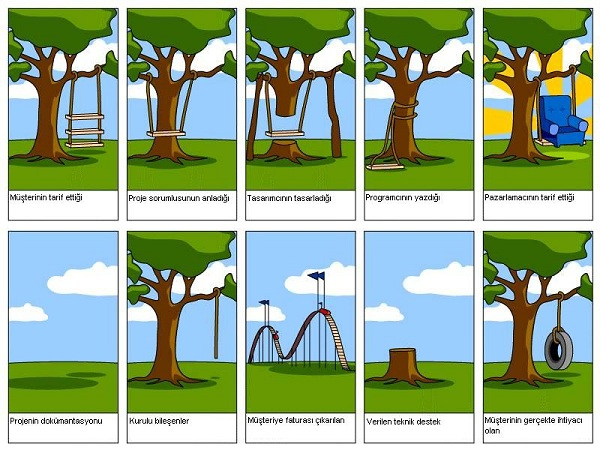 Müşterinin tarif ettiği
Proje sorumlusunun anladığı
Tasarımcının tasarladığı
Programcının yazdığı
Pazarlamacının tarif ettiği
Projenin dokümantasyonu
Kurulu bileşenler
Müşteriye faturası çıkarılan
Verilen teknik destek
Müşterinin gerçekte ihtiyacı
olan